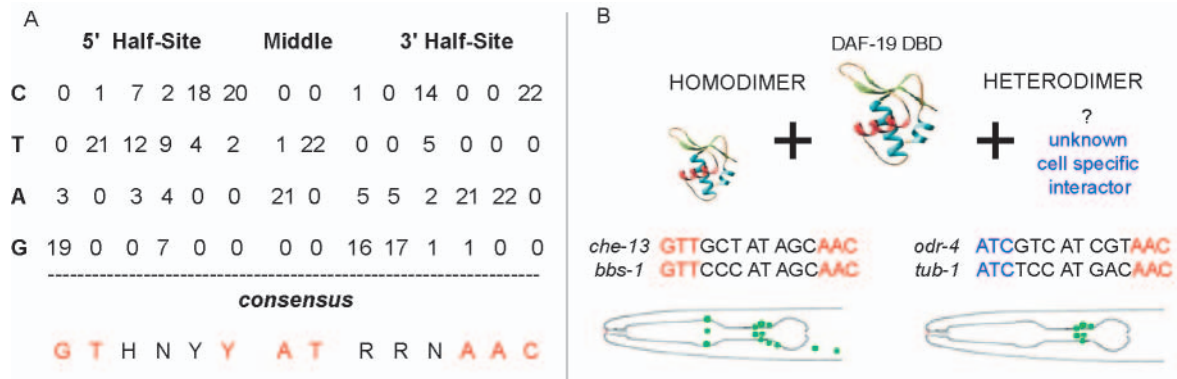 A
5' Half-Site Middle 3' Half-Site
C 0 1 7 2 18 20 0 0 1 0 14 0 0 22
T 0 21 12 9 4 2 1 22 0 0 5 0 0 0
A 3 0 3 4 0 0 21 0 5 5 2 21 22 0
G 19 0 0 7 0 0 0 0 16 17 1 1 0 0
consensus
G T H N Y Y A T R R N A A C
B
DAF-19 DBD
HOMODIMER
HETERODIMER
+
+
?
unknown
cell specific
interactor
che-13 GTTGCT AT AGCAAC
bbs-1 GTTCCC AT AGCAAC
odr-4 ATCGTC AT CGTAAC
tub-1 ATCTCC AT GACAAC